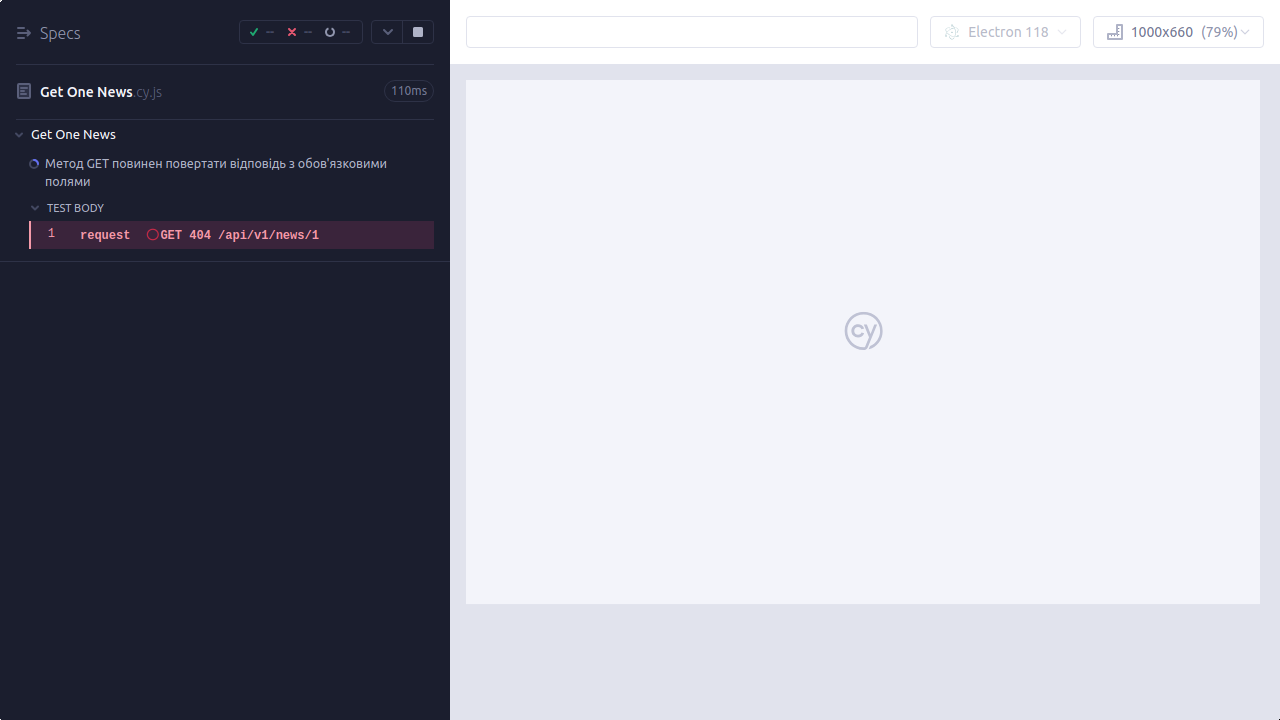 Specs
-- -- --
Electron 118
1000x660 (79%)
Get One News.cy.js
110ms
Get One News
Метод GET повинен повертати відповідь з обов'язковими
полями
TEST BODY
1 request GET 404 /api/v1/news/1
cy